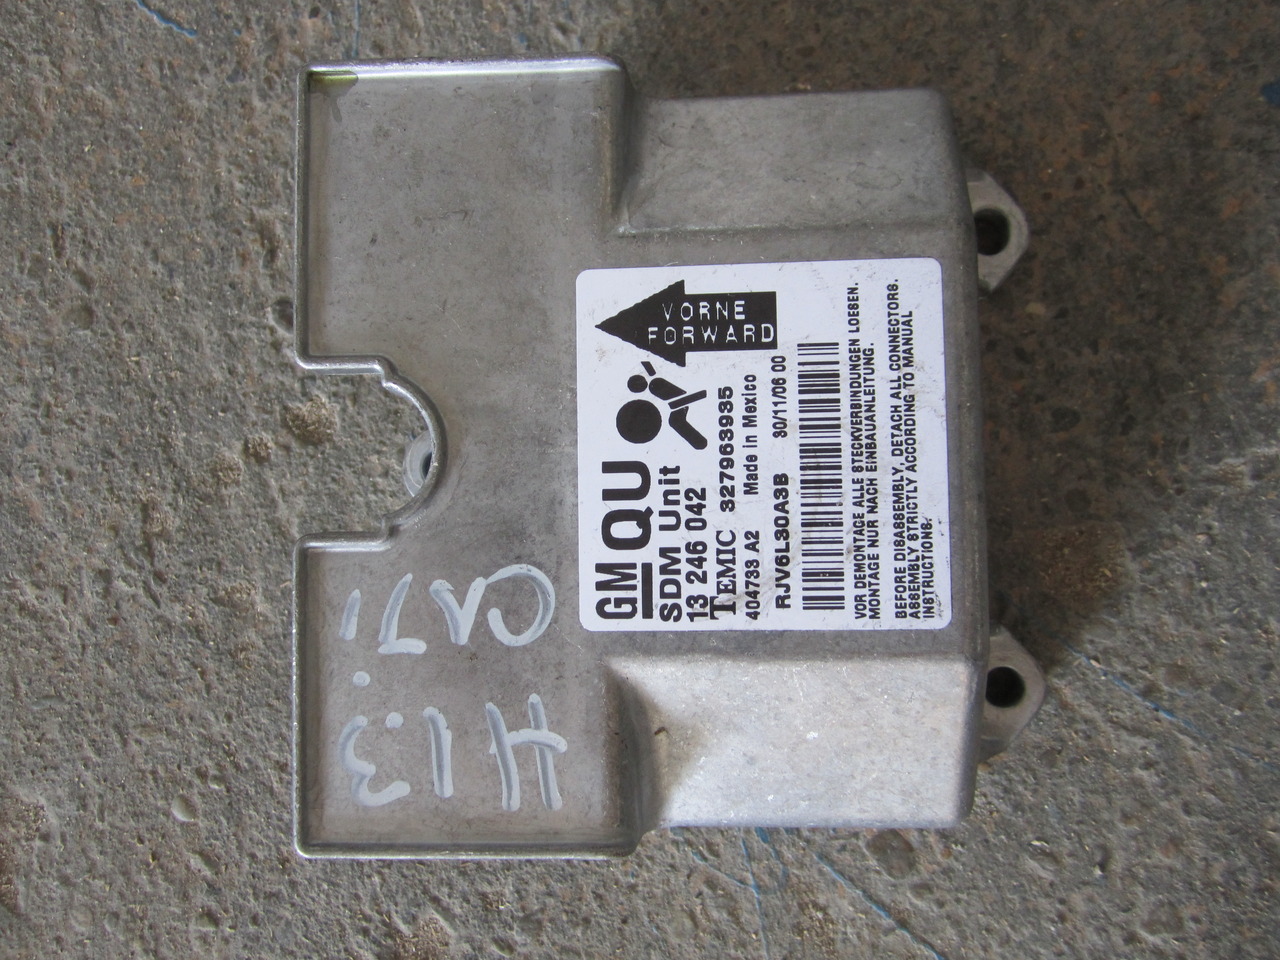 VORNE
FORWARD
GM QU
SDM Unit
13 246 042
TEMIC 327963935
404733 A2 Made in Mexico
RJV6L30A3B 30/11/06 00
VOR DEMONTAGE ALLE STECKVERBINDUNGEN LOESEN.
MONTAGE NUR NACH EINBAUANLEITUNG.
BEFORE DISASSEMBLY, DETACH ALL CONNECTORS.
ASSEMBLY STRICTLY ACCORDING TO MANUAL
INSTRUCTIONS.
H
1.3